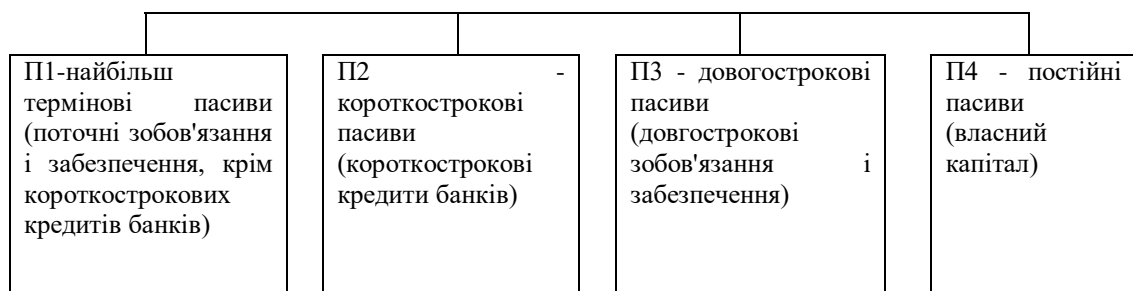 П1-найбільш
термінові пасиви
(поточні зобов'язання
і забезпечення, крім
короткострокових
кредитів банків)
П2 -
короткострокові
пасиви
(короткострокові
кредити банків)
П3 - довогострокові
пасиви
(довгострокові
зобов'язання і
забезпечення)
П4 - постійні
пасиви
(власний
капітал)